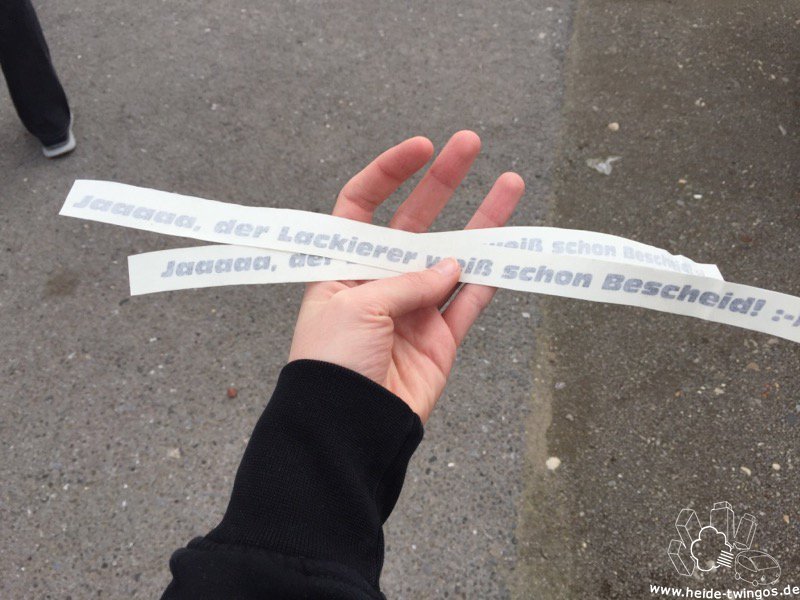 Jaaaaa, der Lackierer weiß schon Bescheid! :-
Jaaaaa, der weiß schon Bescheid
www.heide-twingos.de